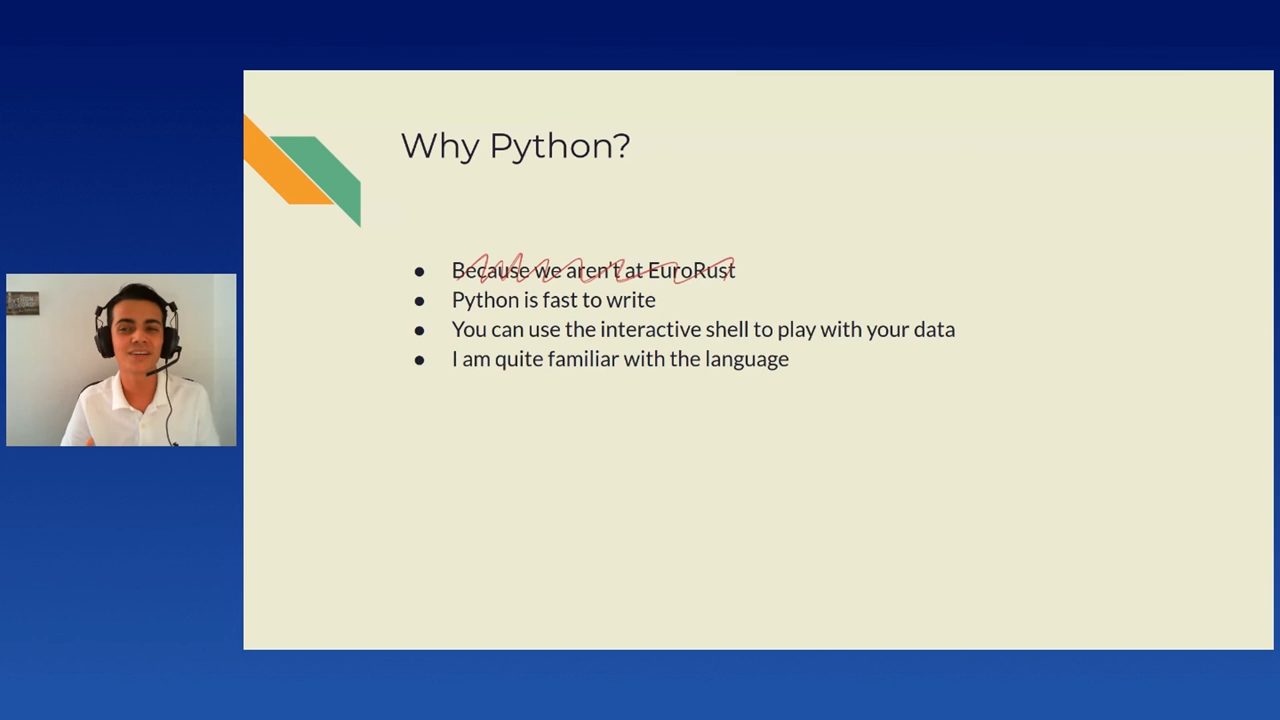 Why Python?
● Because we aren't at EuroRust
● Python is fast to write
● You can use the interactive shell to play with your data
● I am quite familiar with the language